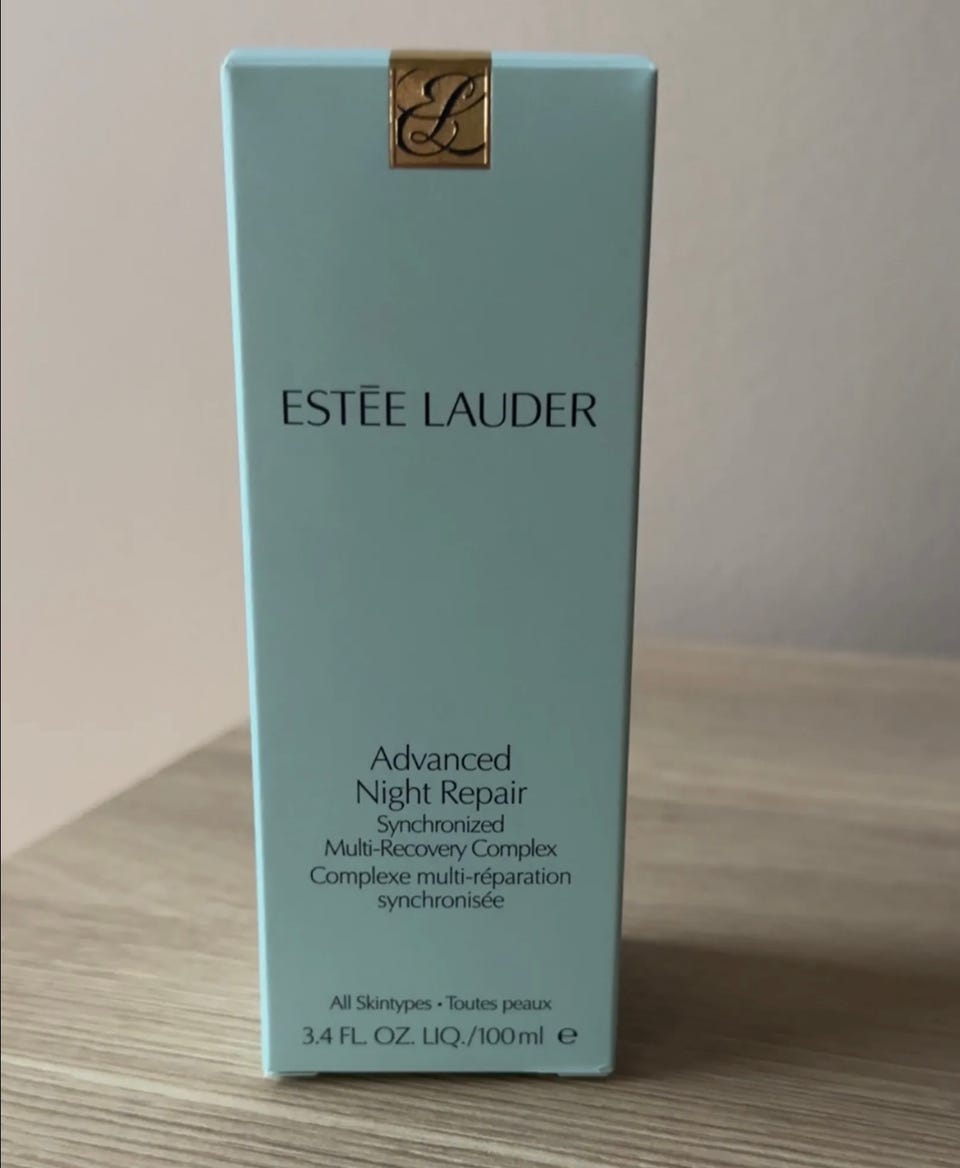 EL
ESTĒE LAUDER
Advanced
Night Repair
Synchronized
Multi-Recovery Complex
Complexe multi-réparation
synchronisée
All Skintypes • Toutes peaux
3.4 FL. OZ. LIQ./100 ml ℮